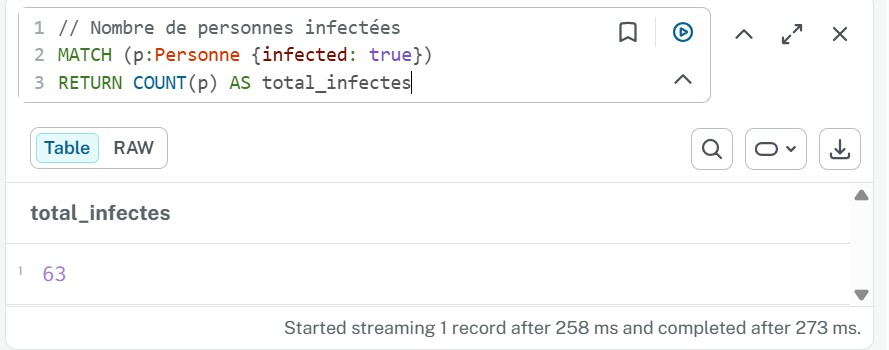 1 // Nombre de personnes infectées
2 MATCH (p:Personne {infected: true})
3 RETURN COUNT(p) AS total_infectes
Table RAW
total_infectes
1 63
Started streaming 1 record after 258 ms and completed after 273 ms.